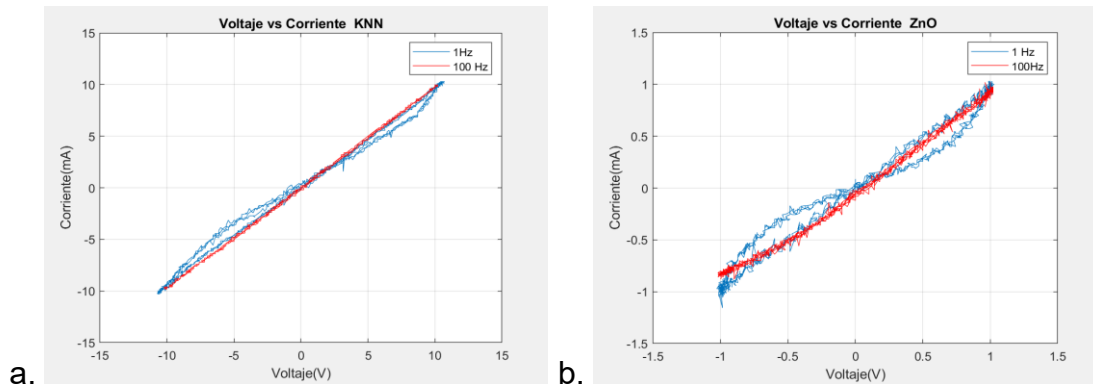 Voltaje vs Corriente KNN
1Hz
100 Hz
15
10
5
0
-5
-10
-15
Corriente(mA)
-15
-10
-5
0
5
10
15
Voltaje(V)
a.
Voltaje vs Corriente ZnO
1 Hz
100Hz
1.5
1
0.5
0
-0.5
-1
-1.5
Corriente(mA)
-1.5
-1
-0.5
0
0.5
1
1.5
Voltaje(V)
b.